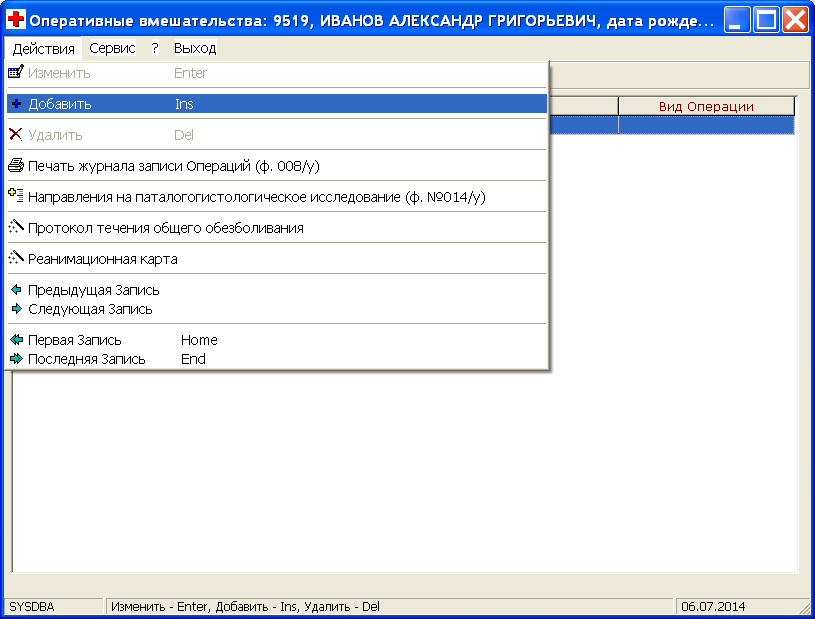 Оперативные вмешательства: 9519, ИВАНОВ АЛЕКСАНДР ГРИГОРЬЕВИЧ, дата рожде...
Действия Сервис ? Выход
Изменить Enter
Добавить Ins
Вид Операции
Удалить Del
Печать журнала записи Операций (ф. 008/у)
Направления на паталогогистологическое исследование (ф. №014/у)
Протокол течения общего обезболивания
Реанимационная карта
Предыдущая Запись
Следующая Запись
Первая Запись Home
Последняя Запись End
SYSDBA Изменить - Enter, Добавить - Ins, Удалить - Del 06.07.2014